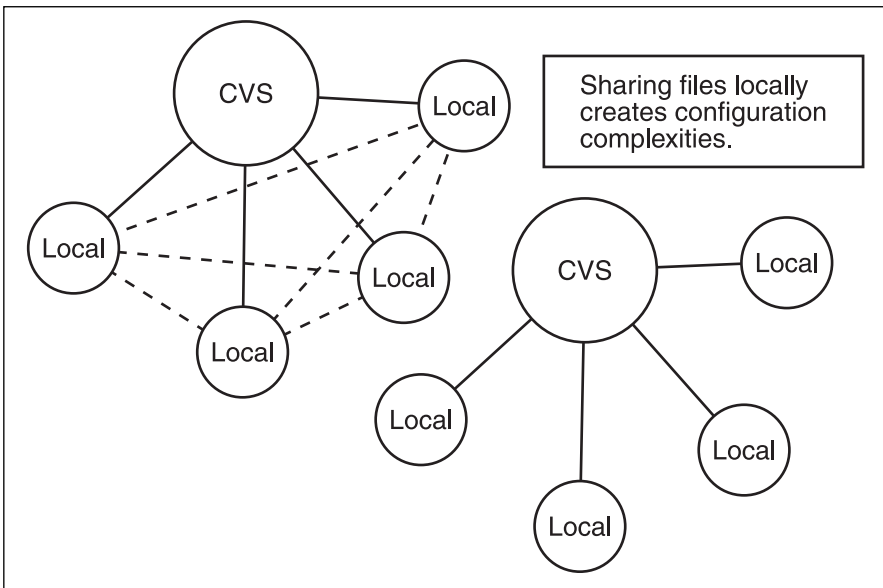 CVS
Local
Sharing files locally
creates configuration
complexities.
Local
Local
Local
CVS
Local
Local
Local
Local